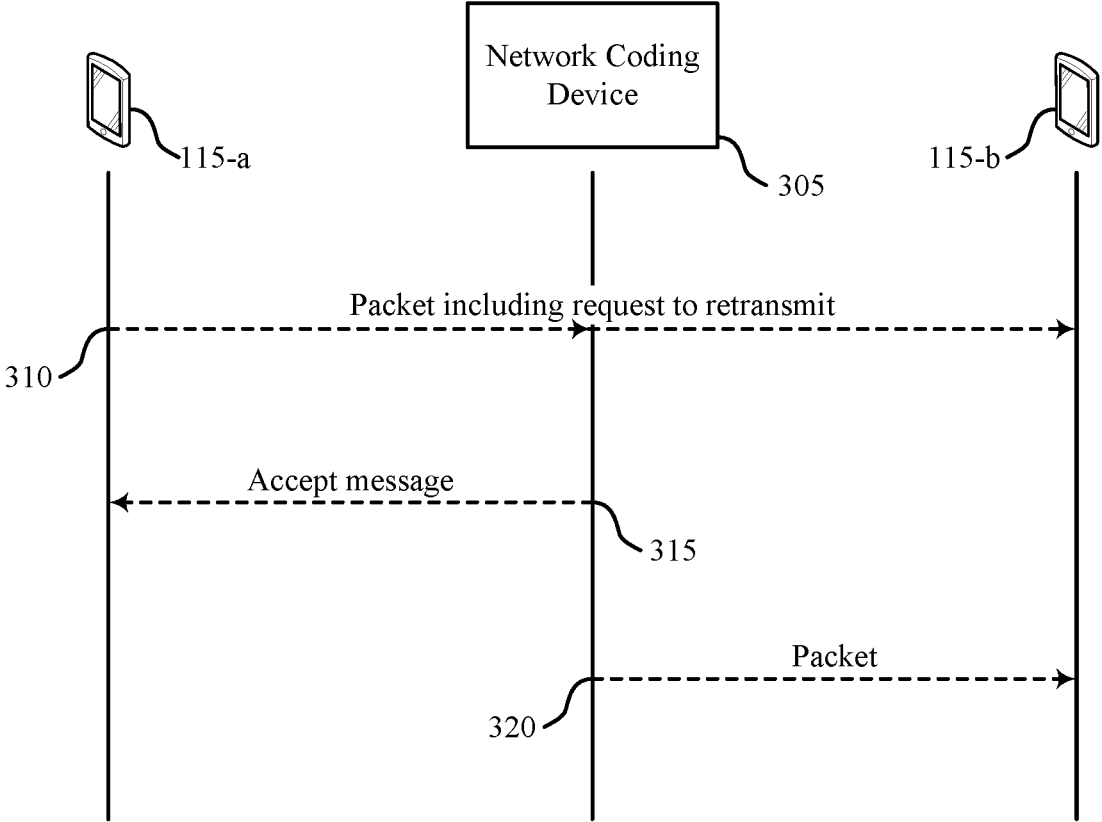 Network Coding
Device
115-a
115-b
305
Packet including request to retransmit
310
Accept message
315
Packet
320